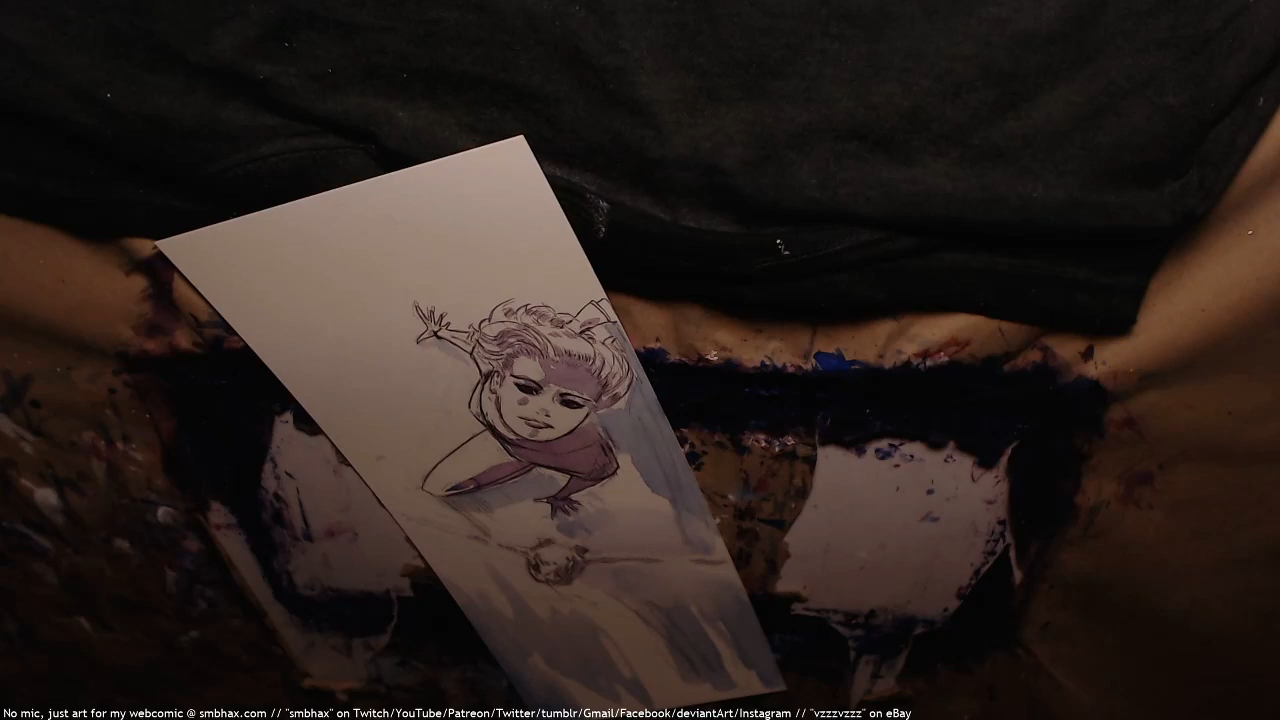 No mic, just art for my webcomic @ smbhax.com // "smbhax" on Twitch/YouTube/Patreon/Twitter/tumblr/Gmail/Facebook/deviantArt/Instagram // "vzzzvzzz" on eBay